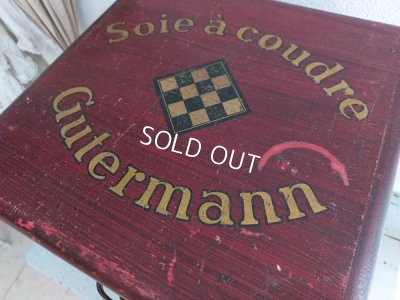 Soie à coudre
SOLD OUT
Gutermann